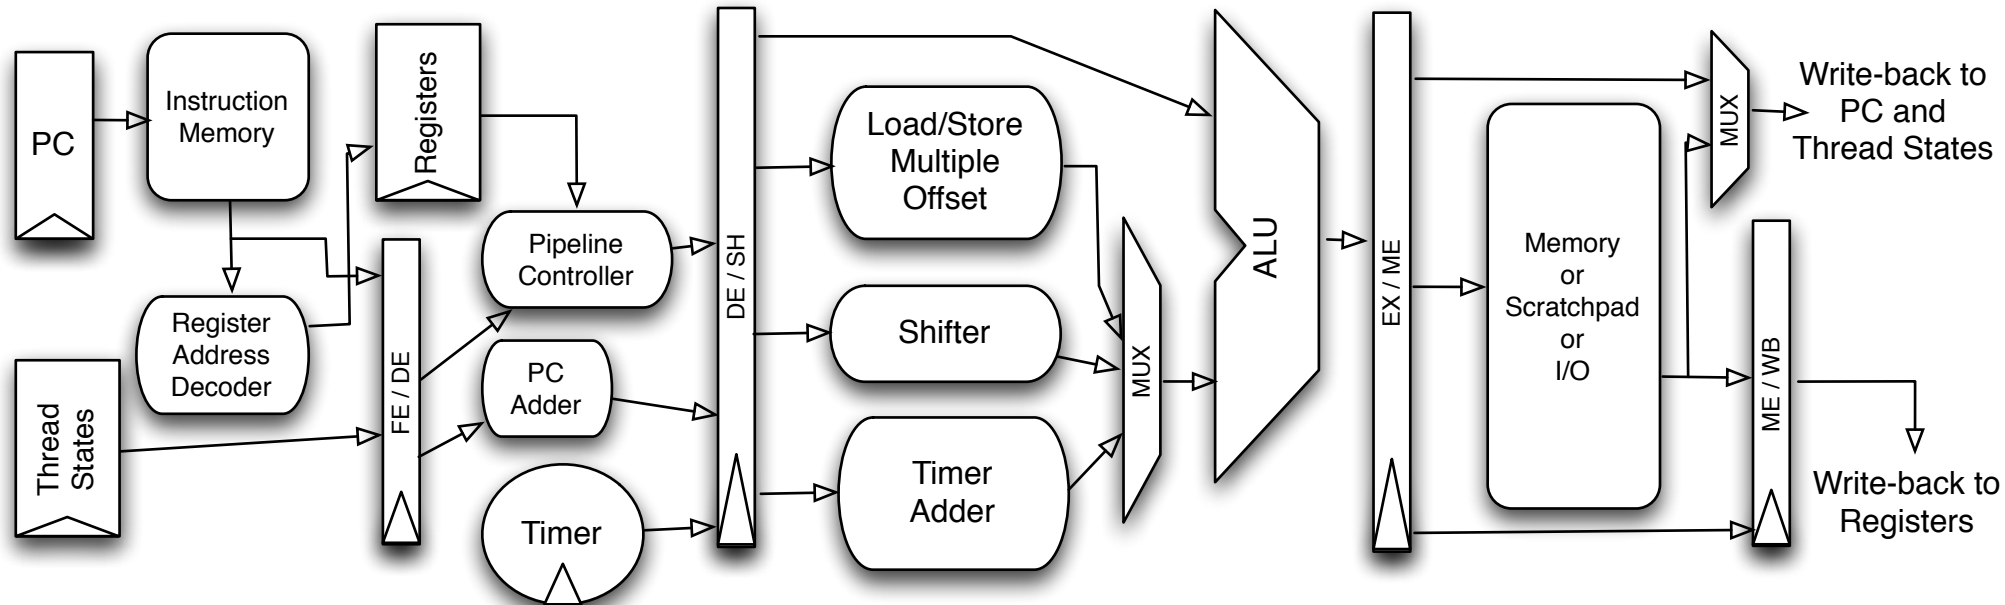 PC
Instruction
Memory
Registers
Register
Address
Decoder
Thread
States
FE / DE
Pipeline
Controller
PC
Adder
Timer
DE / SH
Load/Store
Multiple
Offset
Shifter
Timer
Adder
MUX
ALU
EX / ME
Memory
or
Scratchpad
or
I/O
MUX
Write-back to
PC and
Thread States
ME / WB
Write-back to
Registers